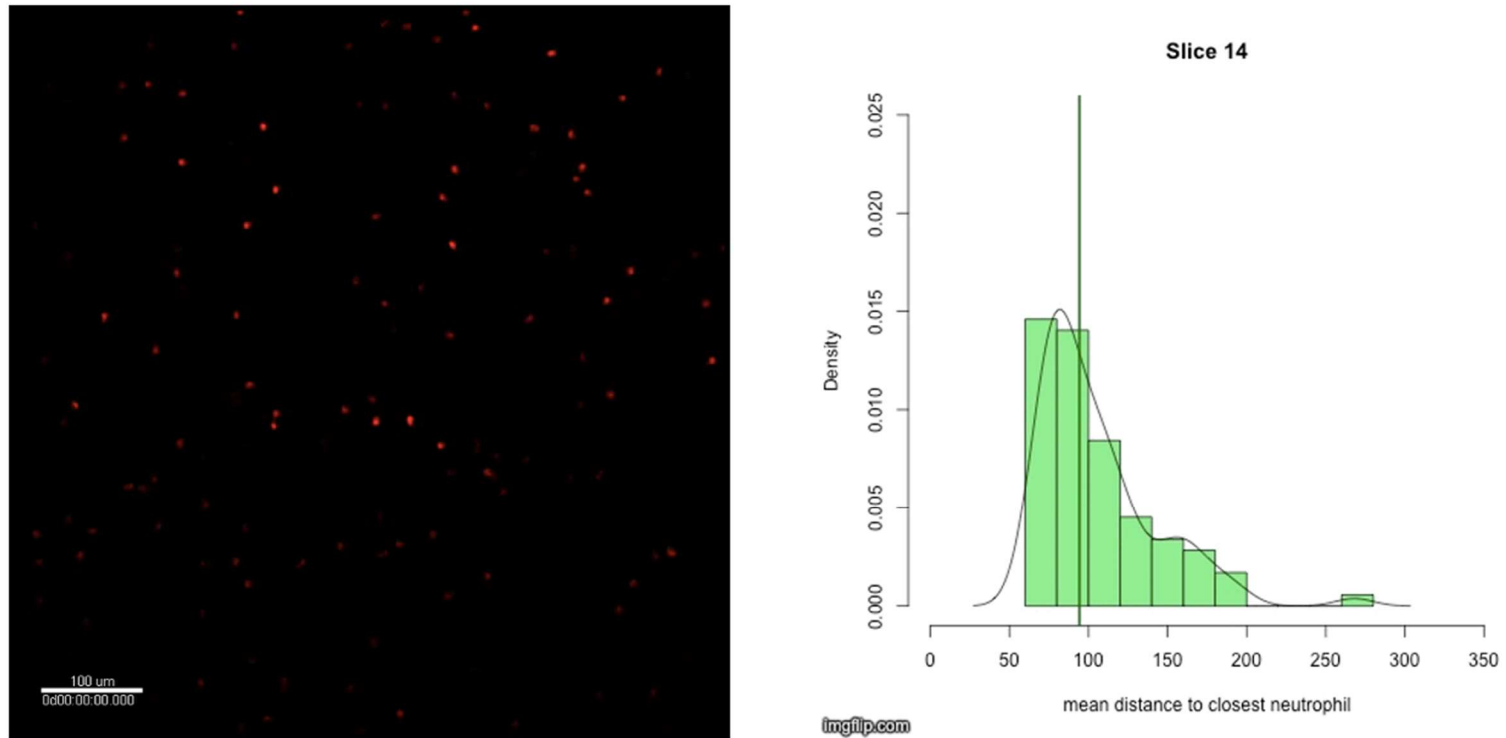 100 um
0d00:00:00.000
Slice 14
Density
0.025
0.020
0.015
0.010
0.005
0.000
0 50 100 150 200 250 300 350
mean distance to closest neutrophil
imgflip.com